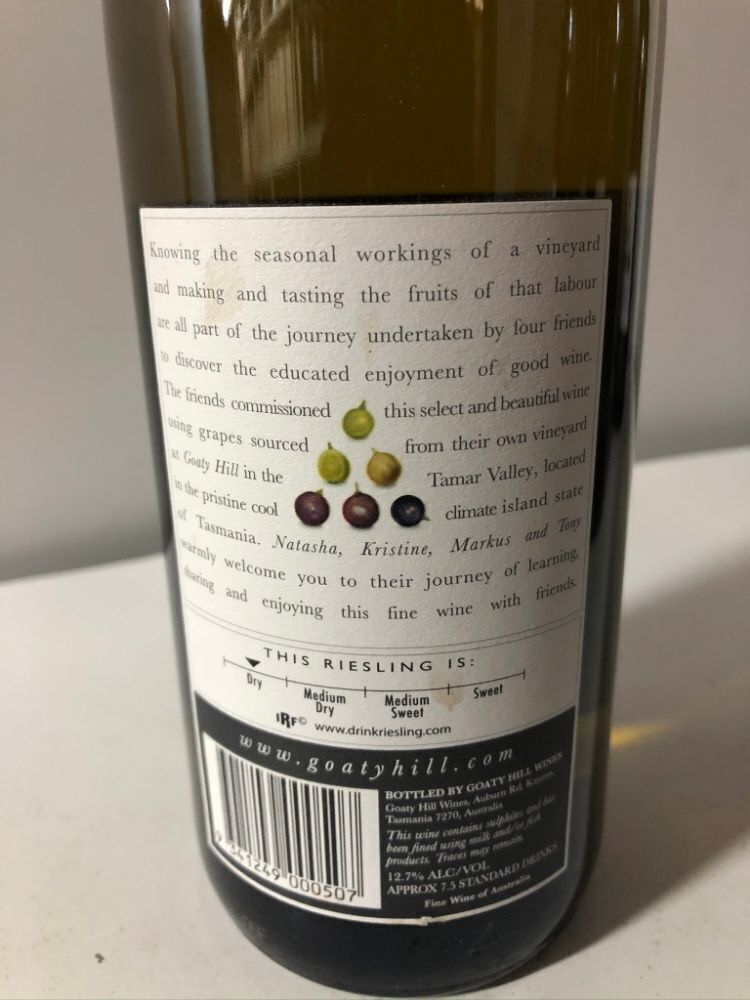 Knowing the seasonal workings of a vineyard
and making and tasting the fruits of that labour
are all part of the journey undertaken by four friends
to discover the educated enjoyment of good wine.
The friends commissioned this select and beautiful wine
using grapes sourced from their own vineyard
at Goaty Hill in the Tamar Valley, located
in the pristine cool climate island state
of Tasmania. Natasha, Kristine, Markus and Tony
warmly welcome you to their journey of learning,
sharing and enjoying this fine wine with friends.
THIS RIESLING IS:
Dry
Medium Dry
Medium Sweet
Sweet
IRF© www.drinkriesling.com
www.goatyhill.com
BOTTLED BY GOATY HILL WINES
Goaty Hill Wines, Auburn Rd, Kayena,
Tasmania 7270, Australia
This wine contains sulphites and has
been fined using milk and/or fish
products. Traces may remain.
12.7% ALC/VOL
APPROX 7.5 STANDARD DRINKS
Fine Wine of Australia
9 341249 000507